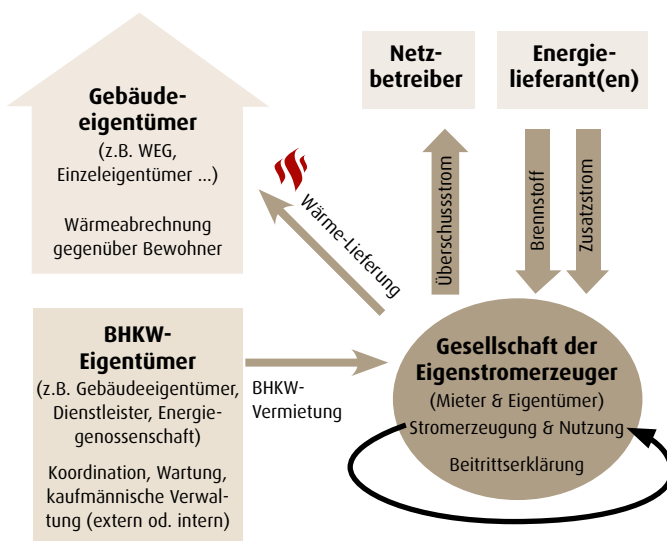 Gebäude-
eigentümer
(z.B. WEG,
Einzeleigentümer ...)
Wärmeabrechnung
gegenüber Bewohner
Netz-
betreiber
Energie-
lieferant(en)
Wärme-Lieferung
Überschussstrom
Brennstoff
Zusatzstrom
BHKW-
Eigentümer
(z.B. Gebäudeeigentümer,
Dienstleister, Energie-
genossenschaft)
Koordination, Wartung,
kaufmännische Verwal-
tung (extern od. intern)
BHKW-
Vermietung
Gesellschaft der
Eigenstromerzeuger
(Mieter & Eigentümer)
Stromerzeugung & Nutzung
Beitrittserklärung